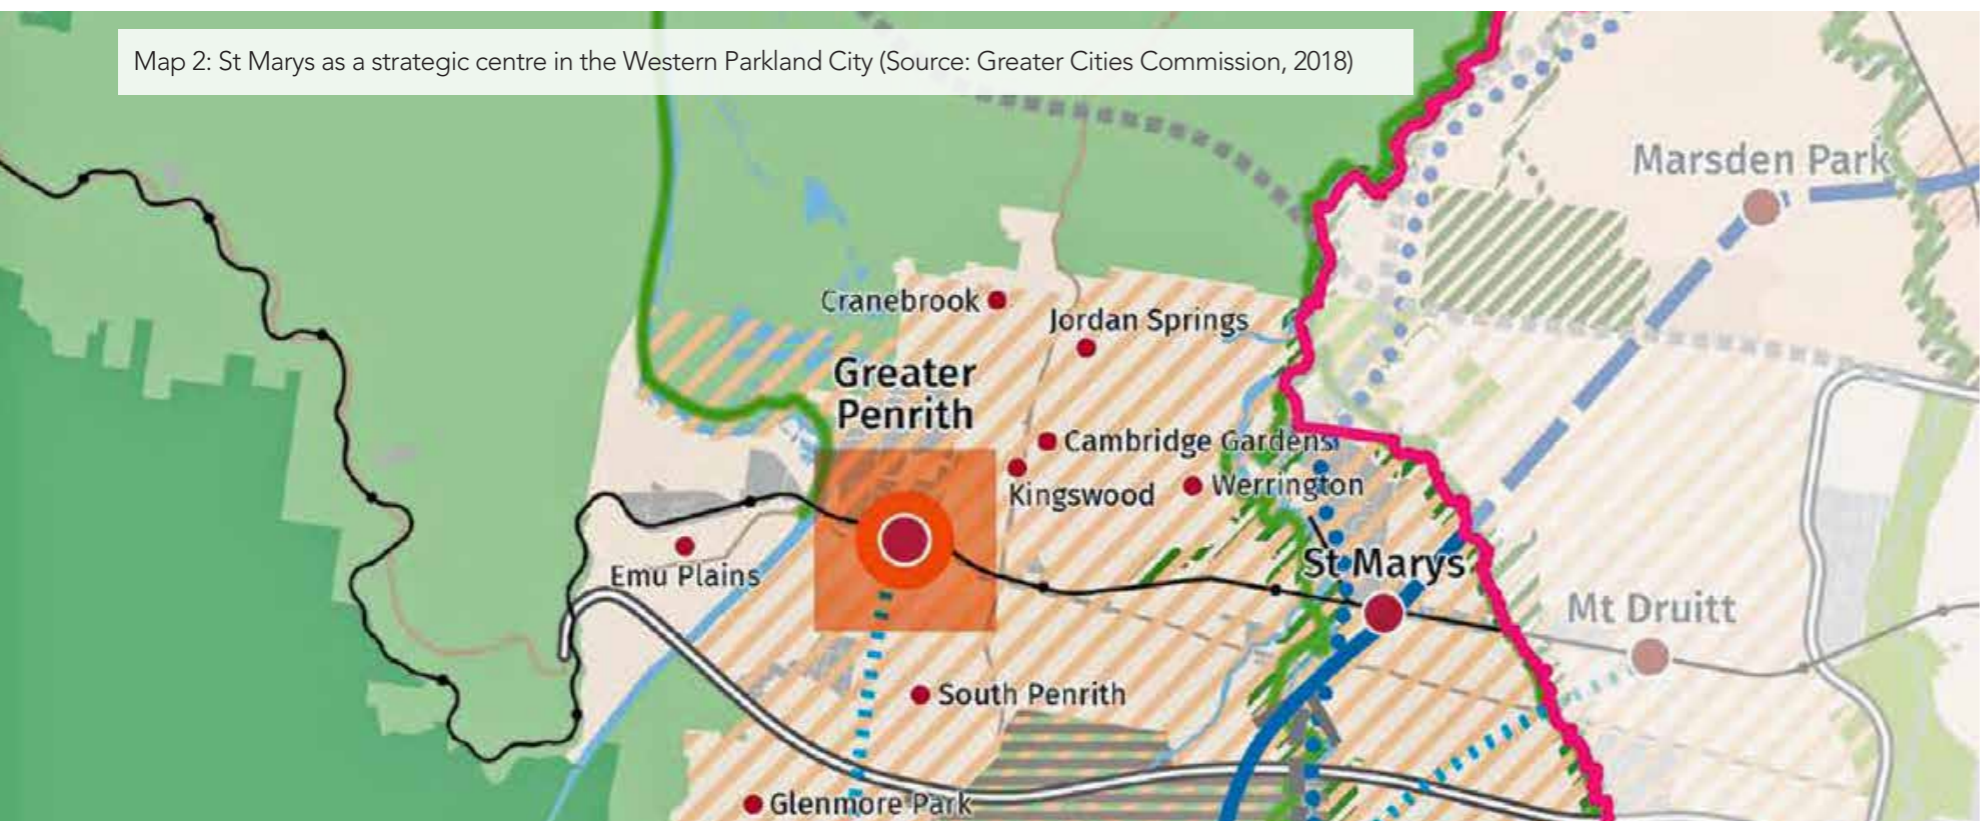 Map 2: St Marys as a strategic centre in the Western Parkland City (Source: Greater Cities Commission, 2018)
Marsden Park
Cranebrook
Jordan Springs
Greater
Penrith
Cambridge Gardens
Kingswood
Werrington
Emu Plains
St Marys
Mt Druitt
South Penrith
Glenmore Park